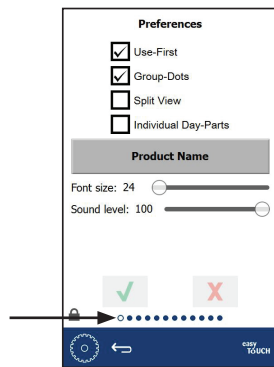 Preferences
Use-First
Group-Dots
Split View
Individual Day-Parts
Product Name
Font size: 24
Sound level: 100
easy
TOUCH